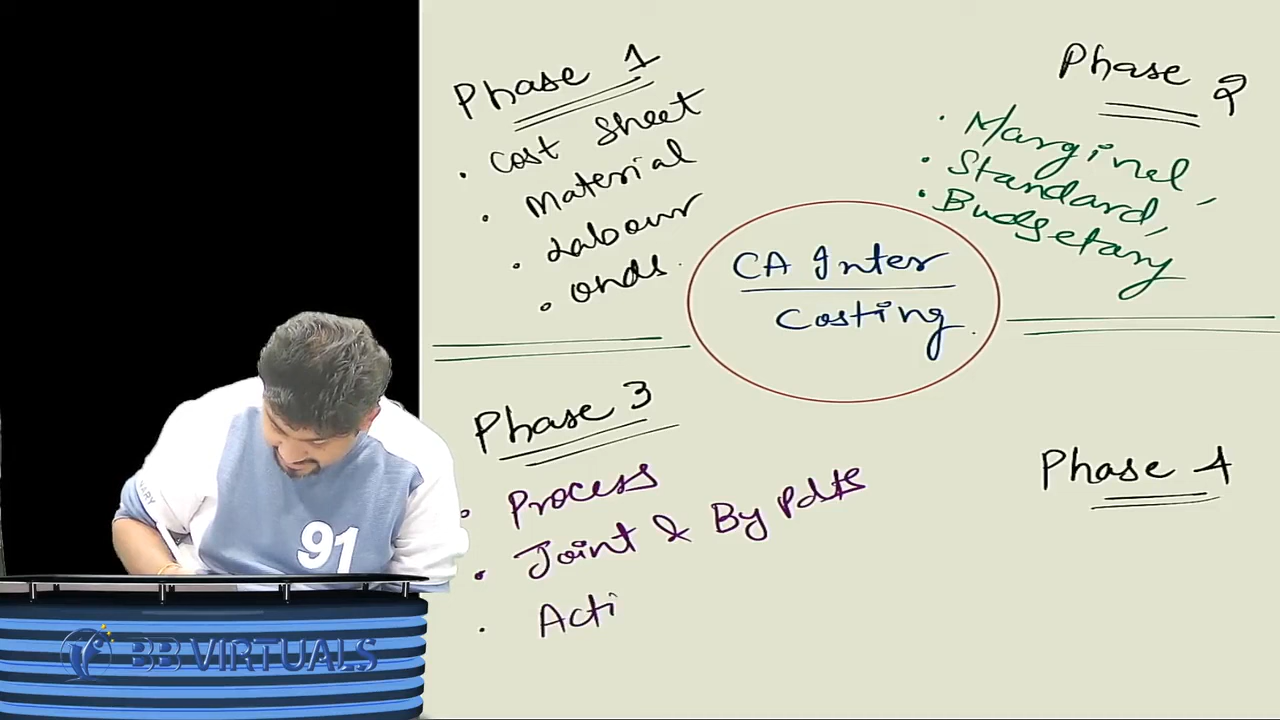 Phase 1
. Cost Sheet
. Material
. Labour
. OHDs.
Phase 2
. Marginal,
. Standard,
. Budgetary
CA Inter
Costing.
Phase 3
. Process
. Joint & By Pdts
. Acti
Phase 4
NARY
91
BB VIRTUALS